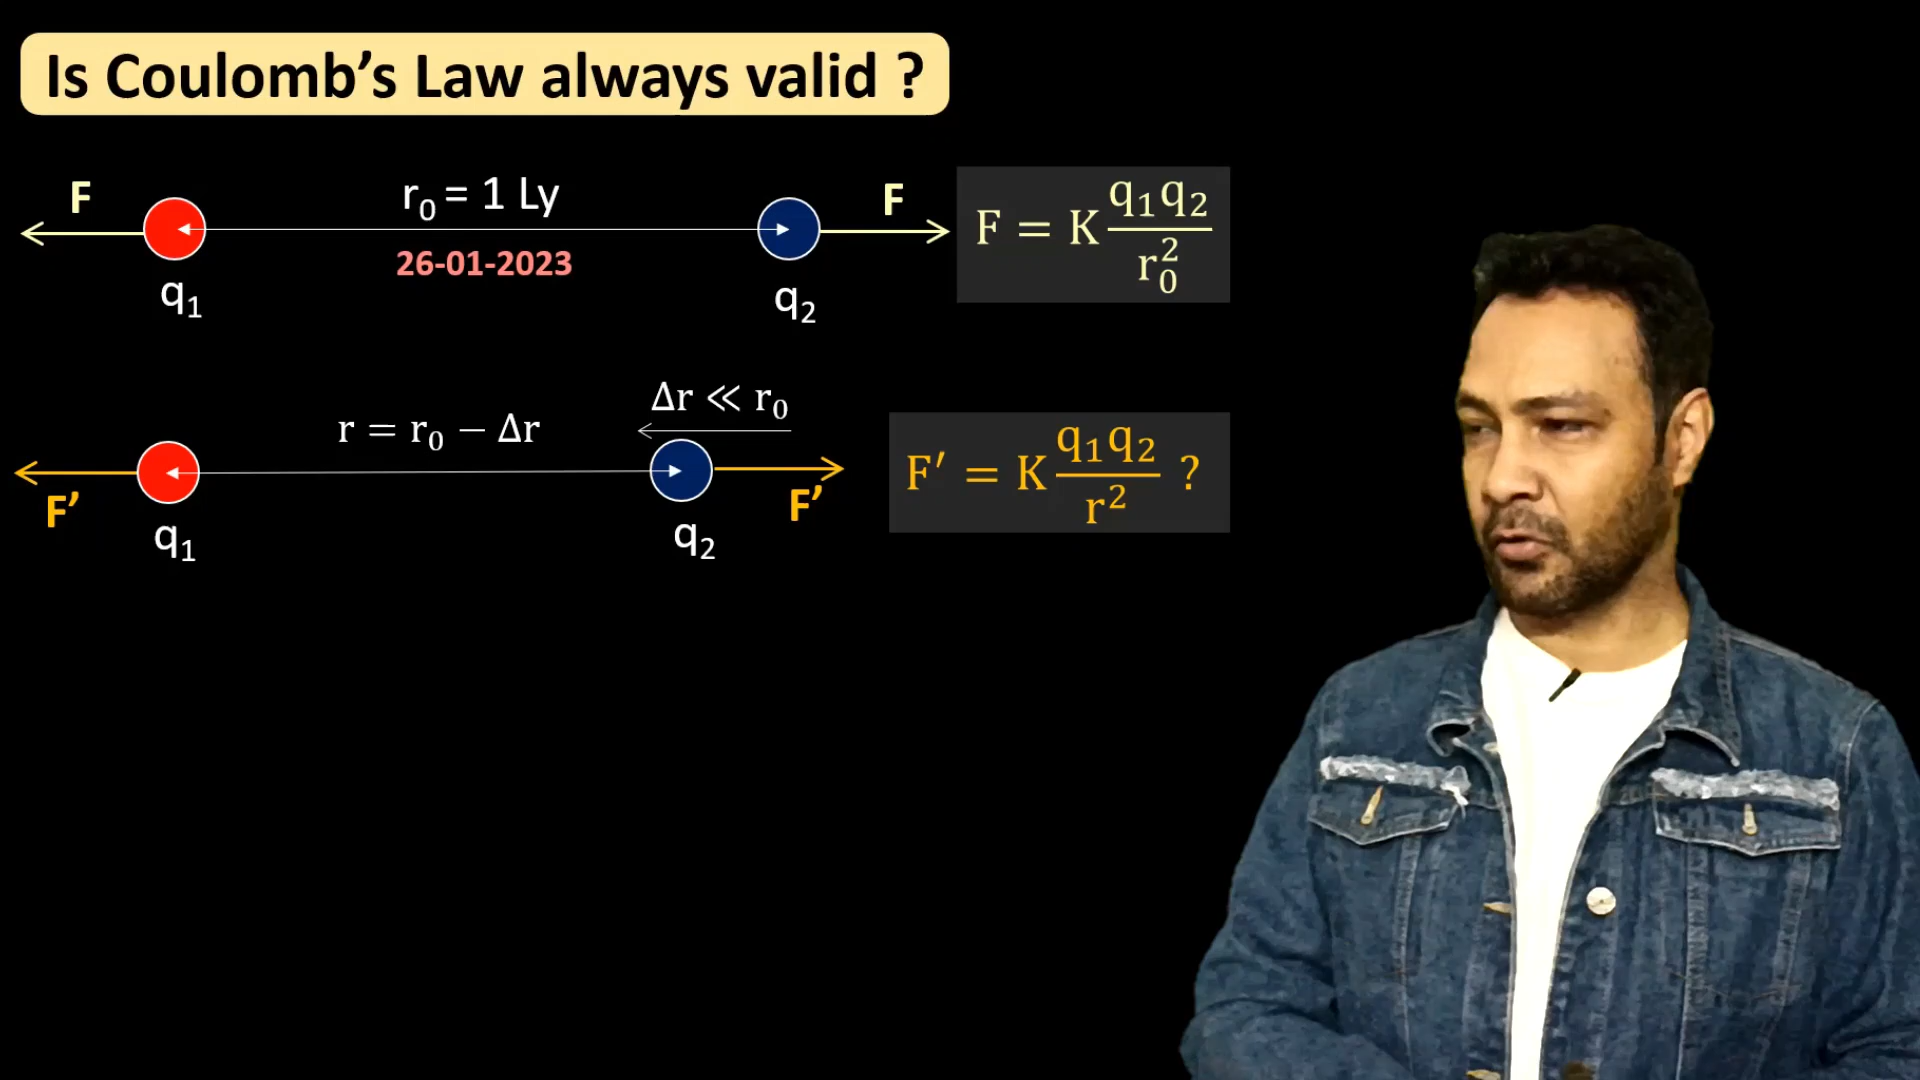 Is Coulomb’s Law always valid ?
F
r₀ = 1 Ly
F
F = K q₁q₂ / r₀²
26-01-2023
q₁
q₂
Δr ≪ r₀
r = r₀ − Δr
F′ = K q₁q₂ / r² ?
F’
F’
q₁
q₂